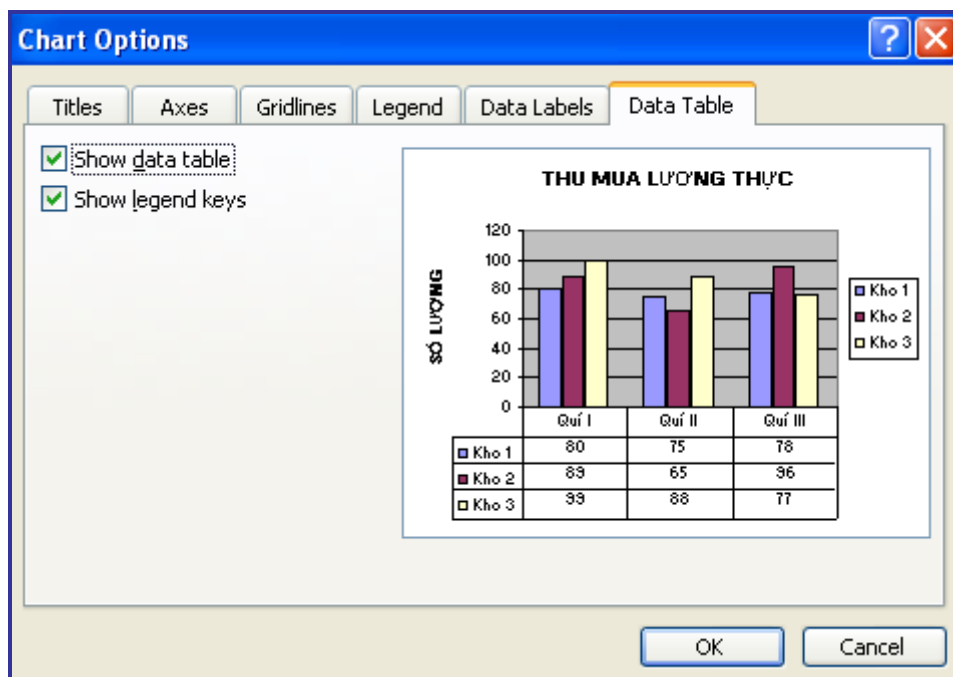 Chart Options
Titles Axes Gridlines Legend Data Labels Data Table
Show data table
Show legend keys
THU MUA LƯƠNG THỰC
SỐ LƯỢNG
120
100
80
60
40
20
0
Kho 1
Kho 2
Kho 3
Quí I Quí II Quí III
Kho 1 80 75 78
Kho 2 89 65 96
Kho 3 99 88 77
OK Cancel